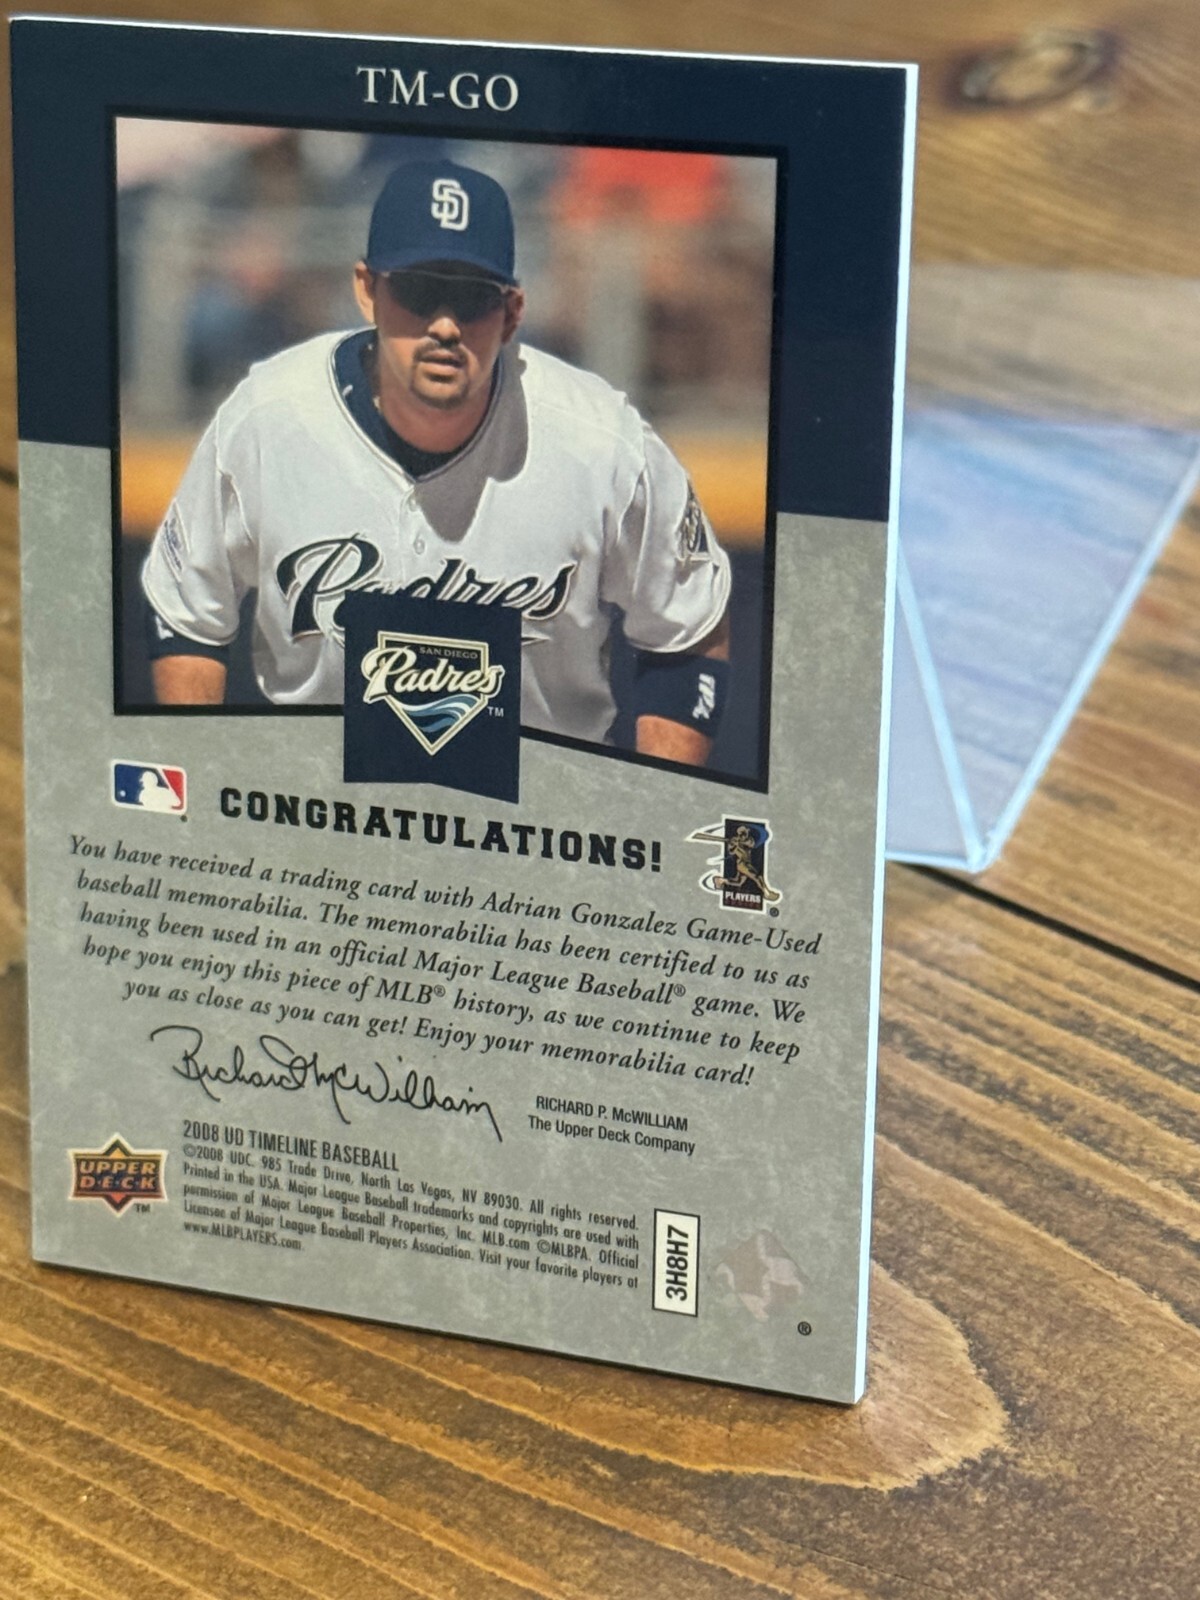 TM-GO
SD
Padres
SAN DIEGO
Padres
TM
CONGRATULATIONS!
PLAYERS
®
You have received a trading card with Adrian Gonzalez Game-Used
baseball memorabilia. The memorabilia has been certified to us as
having been used in an official Major League Baseball® game. We
hope you enjoy this piece of MLB® history, as we continue to keep
you as close as you can get! Enjoy your memorabilia card!
Richard McWilliam
RICHARD P. McWILLIAM
The Upper Deck Company
UPPER
D·E·C·K
TM
2008 UD TIMELINE BASEBALL
©2008 UDC. 985 Trade Drive, North Las Vegas, NV 89030. All rights reserved.
Printed in the USA. Major League Baseball trademarks and copyrights are used with
permission of Major League Baseball Properties, Inc. MLB.com ©MLBPA. Official
Licensee of Major League Baseball Players Association. Visit your favorite players at
www.MLBPLAYERS.com
3H8H7
®